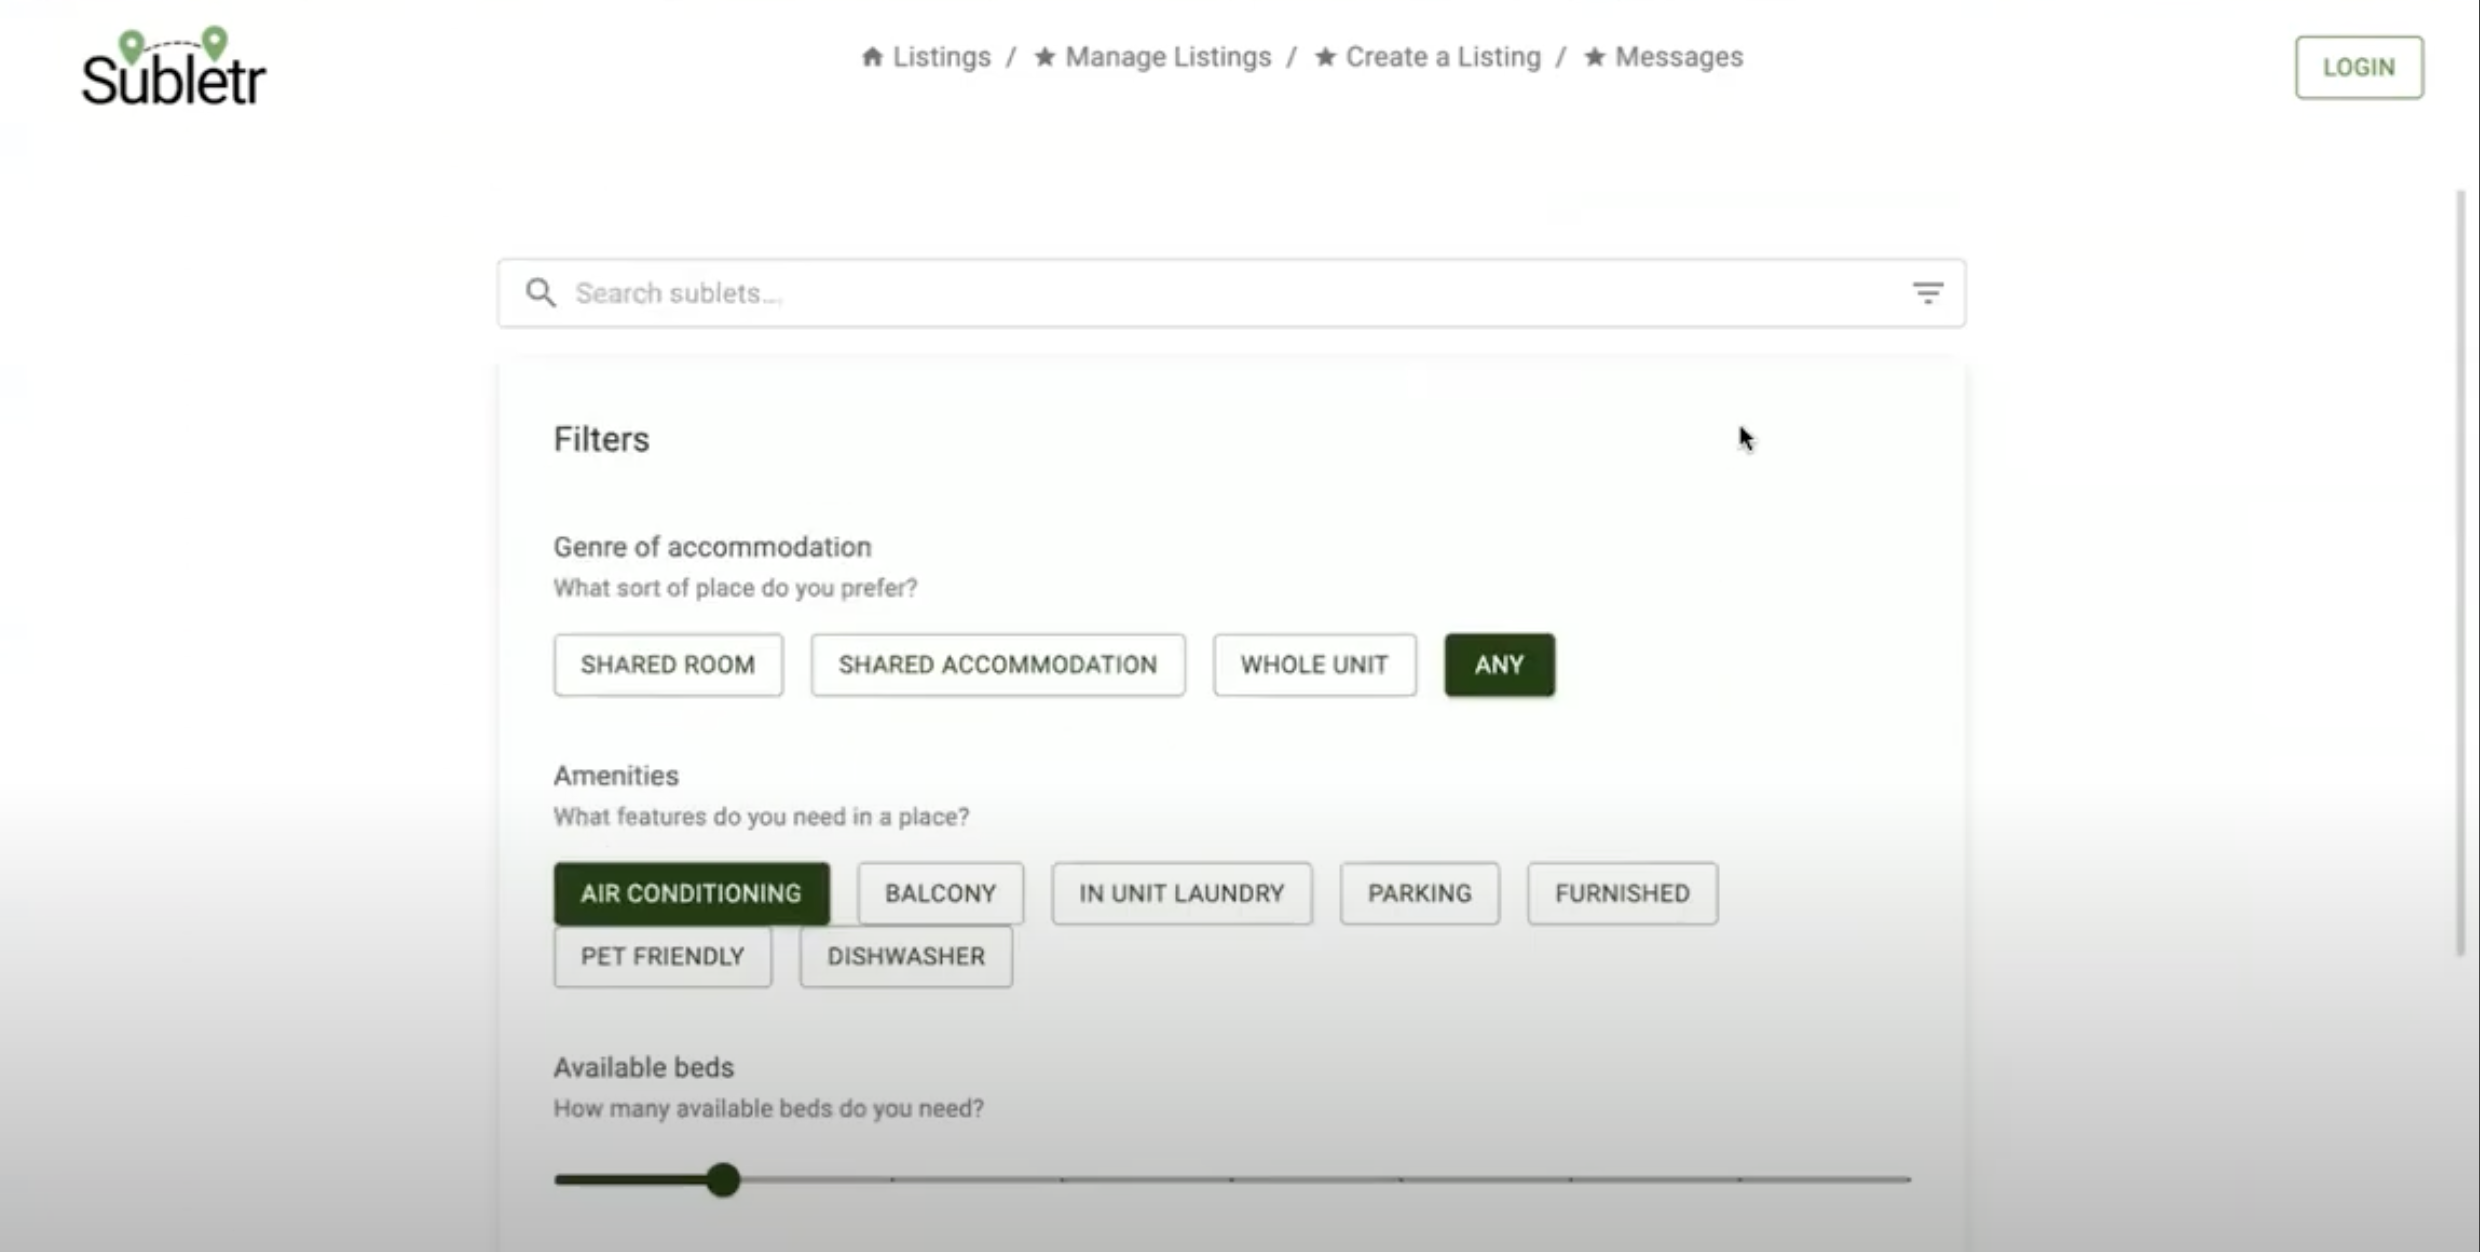 Subletr
Listings / Manage Listings / Create a Listing / Messages
LOGIN
Search sublets...
Filters
Genre of accommodation
What sort of place do you prefer?
SHARED ROOM SHARED ACCOMMODATION WHOLE UNIT ANY
Amenities
What features do you need in a place?
AIR CONDITIONING BALCONY IN UNIT LAUNDRY PARKING FURNISHED
PET FRIENDLY DISHWASHER
Available beds
How many available beds do you need?